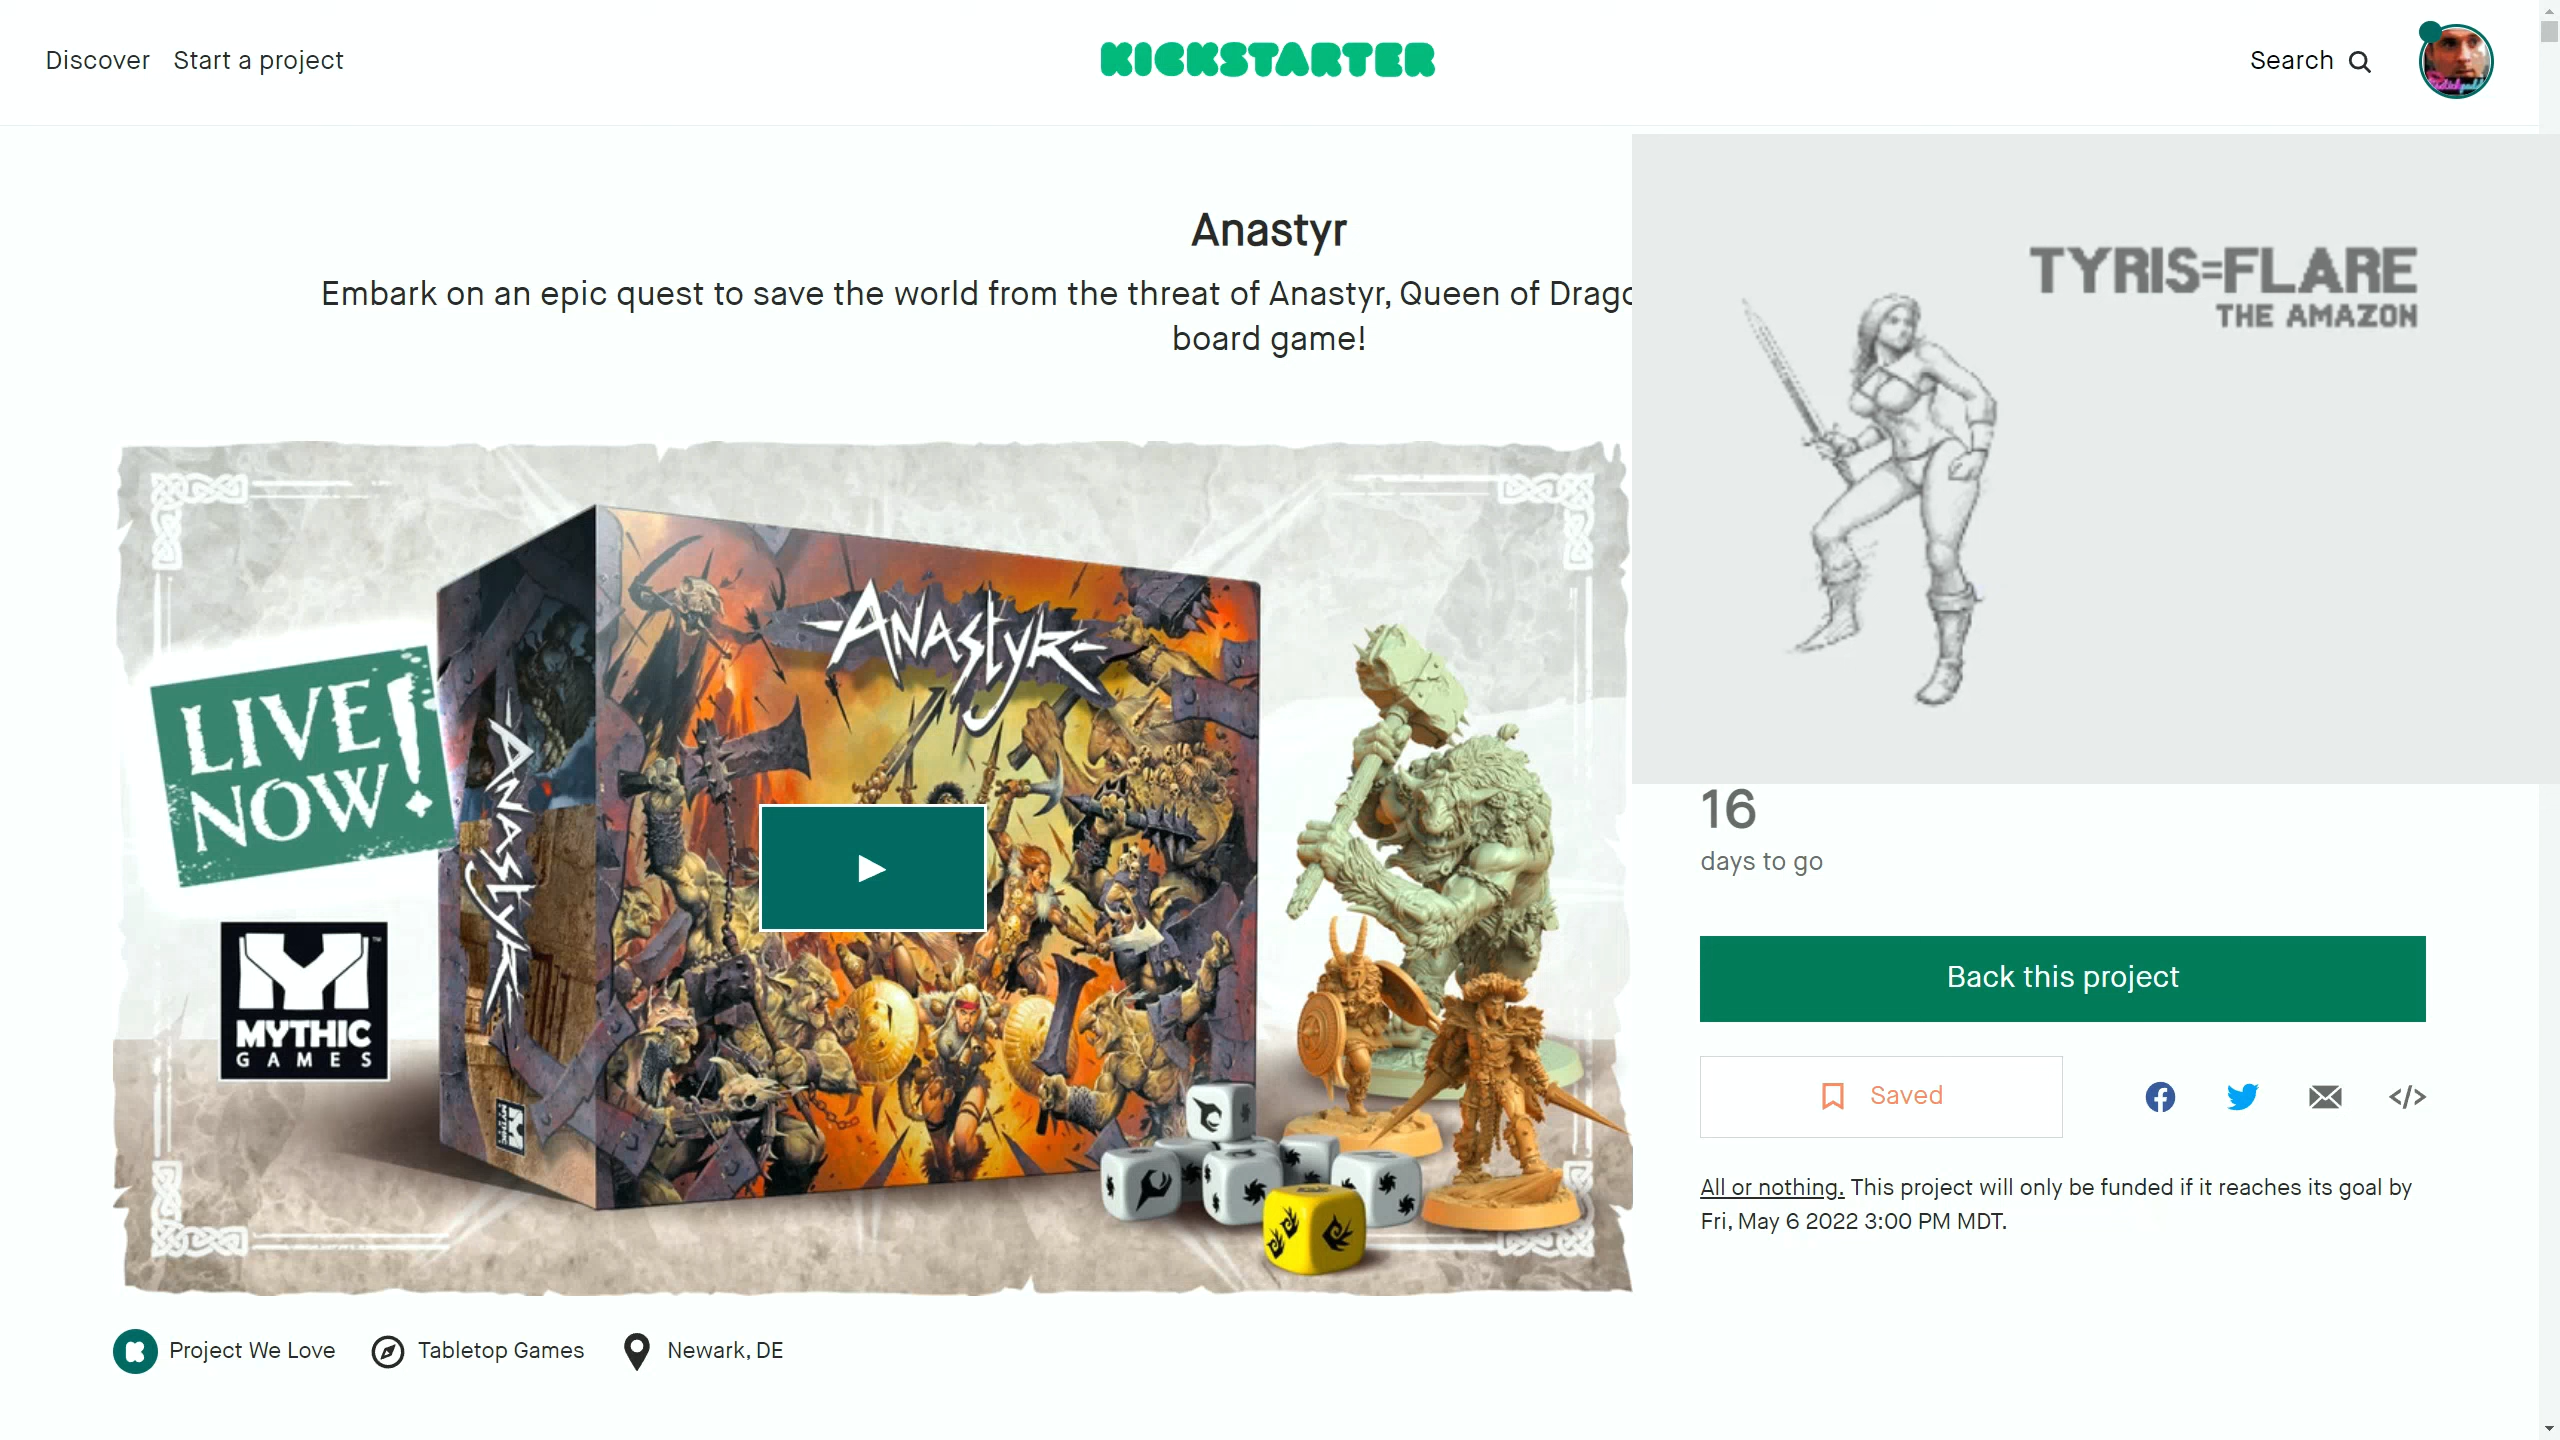 Discover Start a project
KICKSTARTER
Search
Anastyr
Embark on an epic quest to save the world from the threat of Anastyr, Queen of
board game!
TYRIS=FLARE
THE AMAZON
LIVE
NOW!
ANASTYR
ANASTYR
MYTHIC
GAMES
16
days to go
Back this project
Saved
All or nothing. This project will only be funded if it reaches its goal by
Fri, May 6 2022 3:00 PM MDT.
Project We Love Tabletop Games Newark, DE